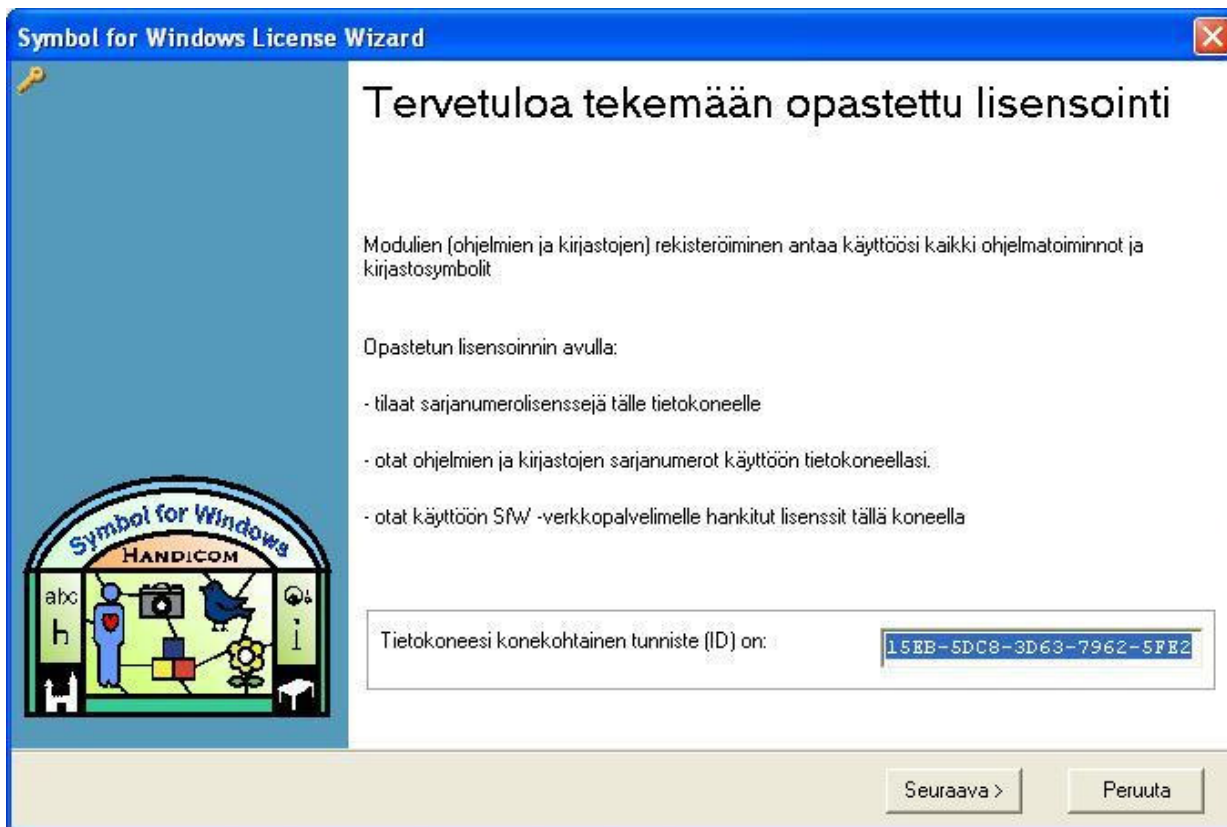 Symbol for Windows License Wizard
Tervetuloa tekemään opastettu lisensointi
Modulien (ohjelmien ja kirjastojen) rekisteröiminen antaa käyttöösi kaikki ohjelmatoiminnot ja
kirjastosymbolit
Opastetun lisensoinnin avulla:
- tilaat sarjanumerolisenssejä tälle tietokoneelle
- otat ohjelmien ja kirjastojen sarjanumerot käyttöön tietokoneellasi.
- otat käyttöön SfW -verkkopalvelimelle hankitut lisenssit tällä koneella
Symbol for Windows
HANDICOM
abc
h
i
Tietokoneesi konekohtainen tunniste (ID) on:
15EB-5DC8-3D63-7962-5FE2
Seuraava >
Peruuta